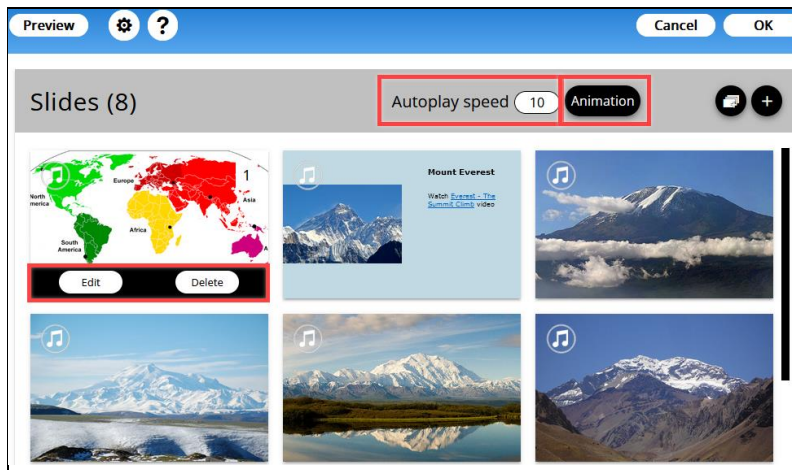 Preview ? Cancel OK
Slides (8) Autoplay speed 10 Animation +
1
North
merica
Europe
Asia
Africa
South
America
A
Edit Delete
Mount Everest
Watch Everest - The
Summit Climb video